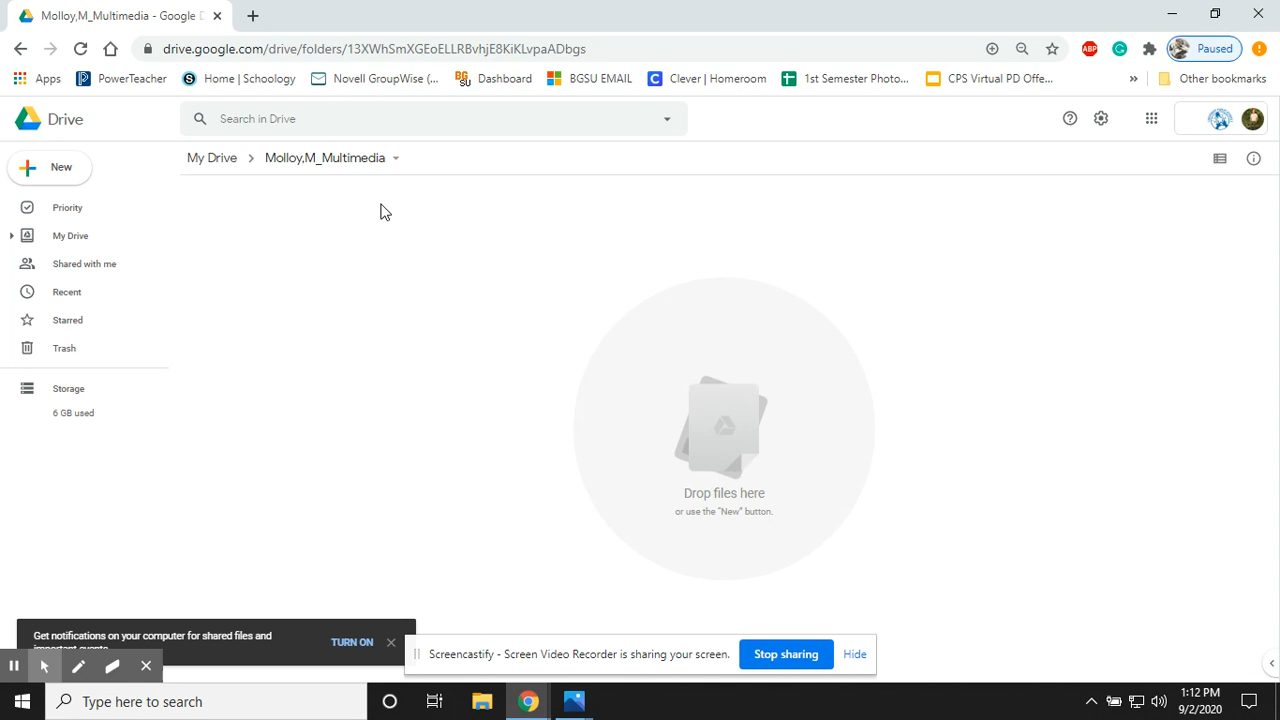 Molloy,M_Multimedia - Google D
drive.google.com/drive/folders/13XWhSmXGEoELLRBvhjE8KiKLvpaADbgs
ABP
Paused
Apps
PowerTeacher
Home | Schoology
Novell GroupWise (...
Dashboard
BGSU EMAIL
Clever | Homeroom
1st Semester Photo...
CPS Virtual PD Offe...
»
Other bookmarks
Drive
Search in Drive
My Drive > Molloy,M_Multimedia
New
Priority
My Drive
Shared with me
Recent
Starred
Trash
Storage
6 GB used
Drop files here
or use the "New" button.
Get notifications on your computer for shared files and
important events
TURN ON
Screencastify - Screen Video Recorder is sharing your screen.
Stop sharing
Hide
Type here to search
1:12 PM
9/2/2020